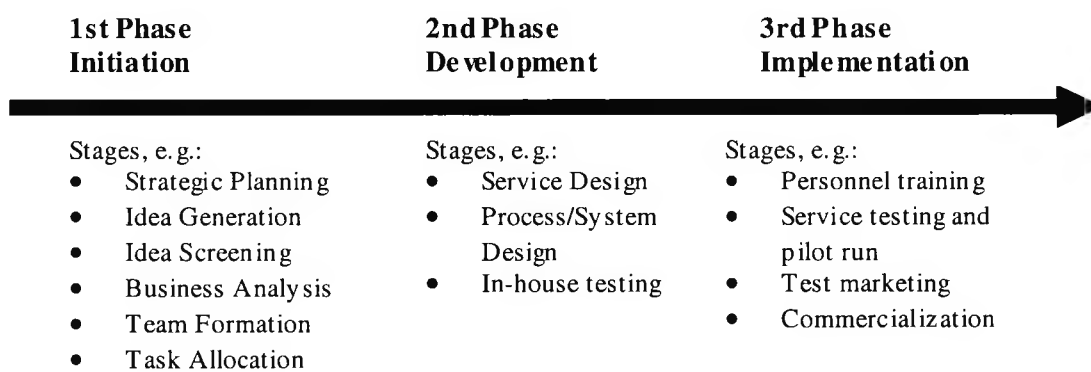 1st Phase
Initiation
2nd Phase
Development
3rd Phase
Implementation
Stages, e.g.:
• Strategic Planning
• Idea Generation
• Idea Screening
• Business Analysis
• Team Formation
• Task Allocation
Stages, e.g.:
• Service Design
• Process/System
Design
• In-house testing
Stages, e.g.:
• Personnel training
• Service testing and
pilot run
• Test marketing
• Commercialization